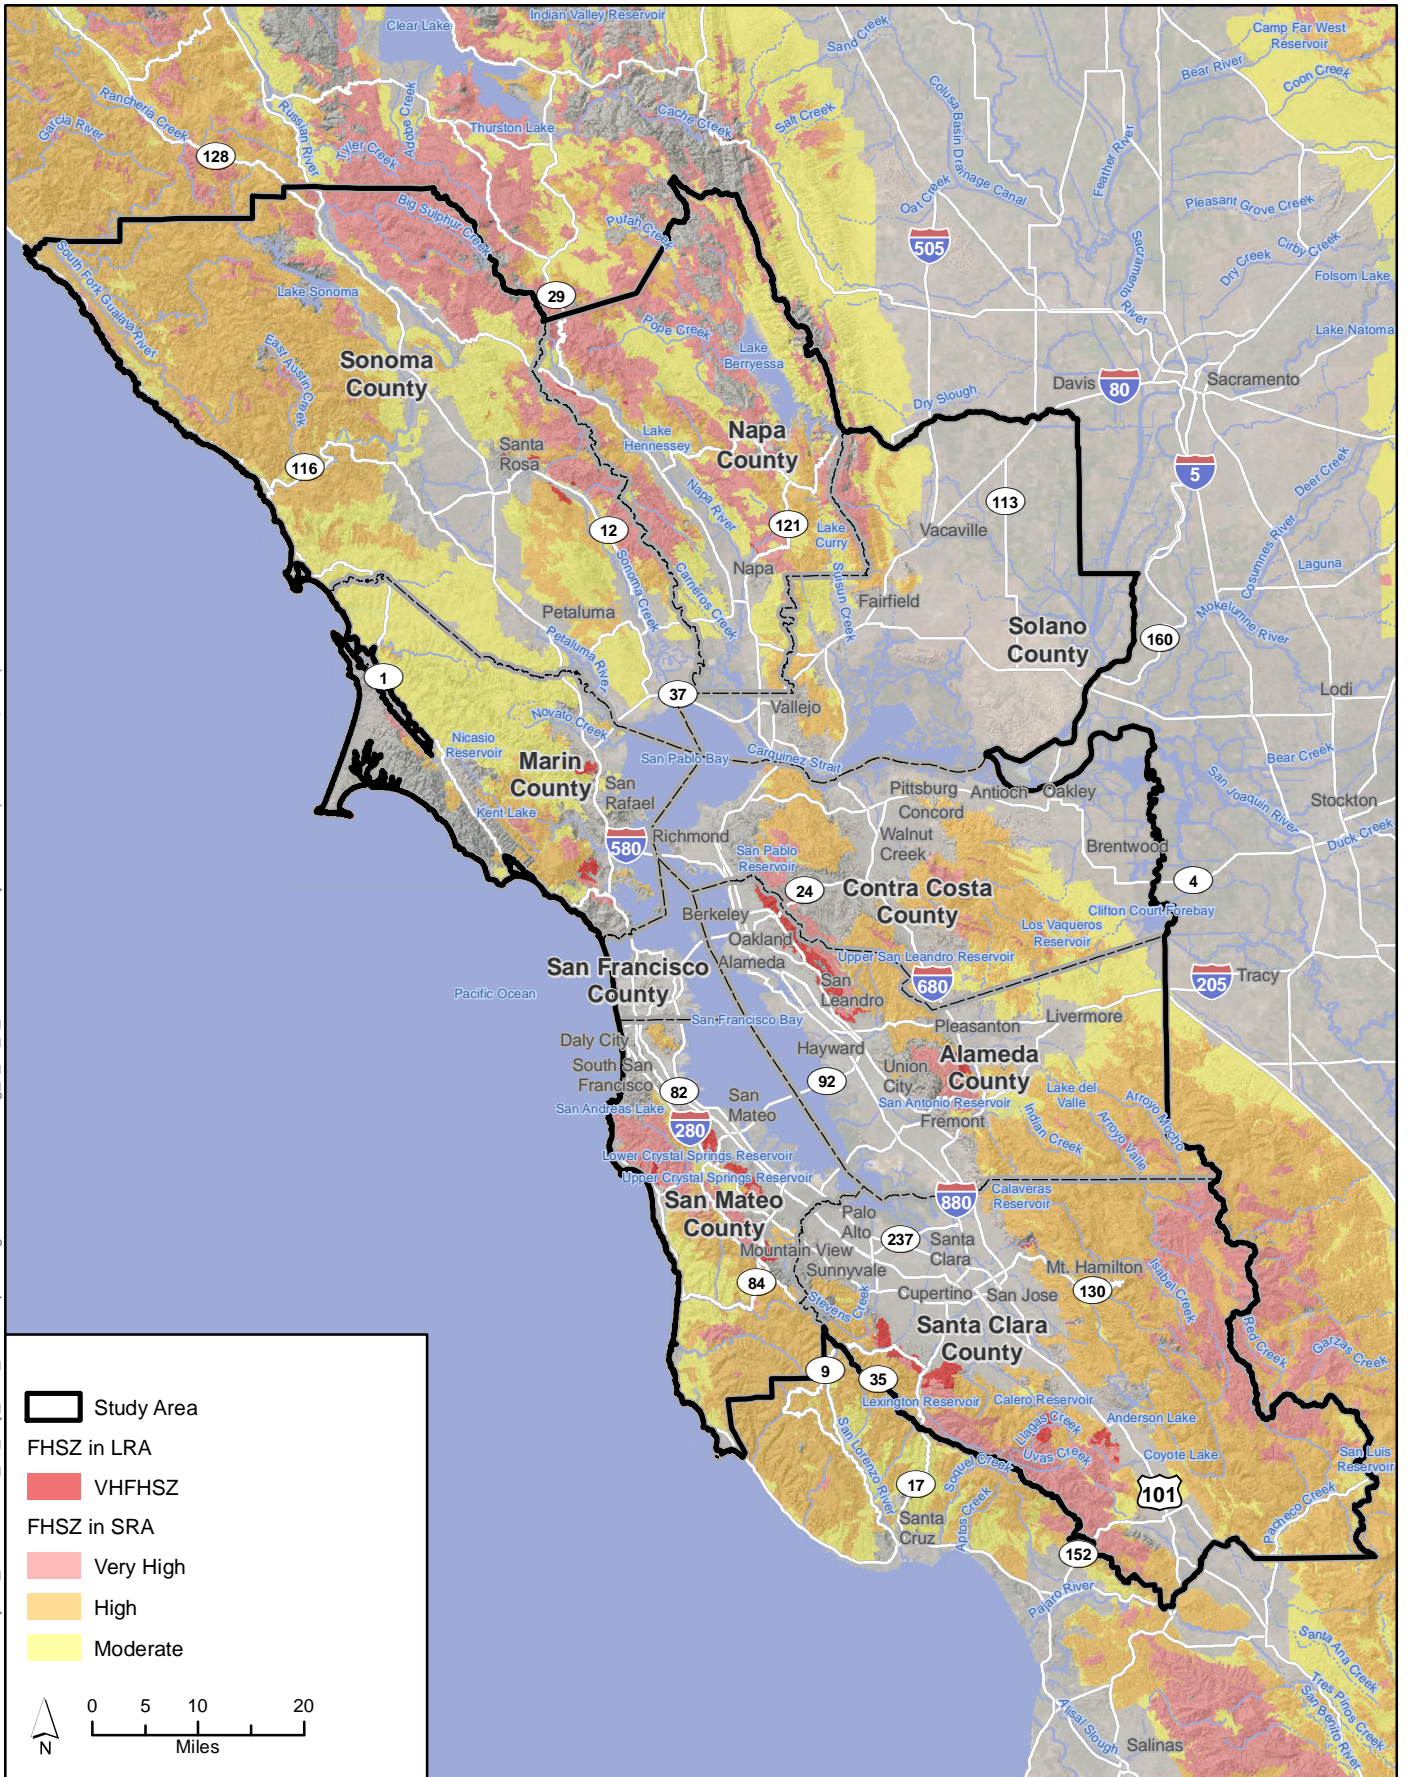 Clear Lake
Indian Valley Reservoir
Sand Creek
Camp Far West
Reservoir
Bear River
Coon Creek
Rancheria Creek
Garcia River
Russian River
Adobe Creek
Tyler Creek
Thurston Lake
Cache Creek
Salt Creek
Colusa Basin Drainage Canal
Feather River
128
Oat Creek
Pleasant Grove Creek
Big Sulphur Creek
Putah Creek
505
Sacramento
River
Dry Creek
Cirby Creek
Folsom Lake
South Fork Gualala River
Lake Sonoma
29
Pope Creek
Lake
Berryessa
Lake Natoma
East Austin
Creek
Sonoma
County
Davis
80
Sacramento
Dry Slough
Lake
Hennessey
Napa
County
Santa
Rosa
116
5
Deer Creek
Napa River
113
12
121
Lake
Curry
Vacaville
Cosumnes River
Laguna
Sonoma Creek
Carneros Creek
Napa
Suisun Creek
Fairfield
Petaluma
Petaluma
River
Solano
County
Mokelumne River
160
1
37
Vallejo
Lodi
Novato Creek
Nicasio
Reservoir
San Pablo Bay
Carquinez Strait
Bear Creek
Marin
County
San
Rafael
Pittsburg
Antioch
Oakley
San Joaquin River
Stockton
Kent Lake
Concord
580
Richmond
Walnut
Creek
San Pablo
Reservoir
Brentwood
Duck Creek
24
Contra Costa
County
4
Berkeley
Clifton Court Forebay
Los Vaqueros
Reservoir
Oakland
Alameda
Upper San Leandro Reservoir
San Francisco
County
San
Leandro
680
205
Tracy
Pacific Ocean
San Francisco Bay
Livermore
Pleasanton
Daly City
Hayward
Alameda
County
South San
Francisco
Union
City
82
92
San
Mateo
San Antonio Reservoir
Lake del
Valle
Arroyo Mocho
San Andreas Lake
280
Fremont
Indian Creek
Arroyo Valle
Lower Crystal Springs Reservoir
Upper Crystal Springs Reservoir
880
Calaveras
Reservoir
San Mateo
County
Palo
Alto
237
Santa
Clara
Mountain View
Sunnyvale
Mt. Hamilton
Isabel Creek
84
130
Stevens
Creek
Cupertino
San Jose
Santa Clara
County
Red Creek
Garzas Creek
9
35
Lexington Reservoir
Calero Reservoir
Anderson Lake
Llagas Creek
Uvas Creek
Coyote Lake
San Luis
Reservoir
San Lorenzo River
Soquel Creek
17
101
Pacheco Creek
Santa
Cruz
Aptos Creek
152
Pajaro River
Santa Ana Creek
Tres Pinos Creek
San Benito River
Alisal Slough
Salinas
Study Area
FHSZ in LRA
VHFHSZ
FHSZ in SRA
Very High
High
Moderate
N
0 5 10 20
Miles